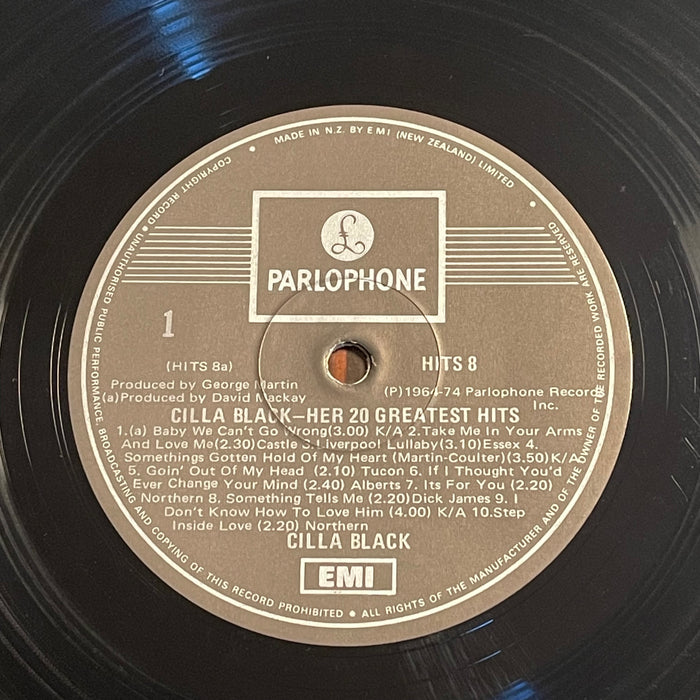 MADE IN N.Z. BY EMI (NEW ZEALAND) LIMITED
£
PARLOPHONE
1
(HITS 8a)
HITS 8
Produced by George Martin
(a)Produced by David Mackay
(P)1964-74 Parlophone Records
Inc.
CILLA BLACK—HER 20 GREATEST HITS
1.(a) Baby We Can't Go Wrong(3.00) K/A 2.Take Me In Your Arms
And Love Me(2.30)Castle 3. Liverpool Lullaby(3.10)Essex 4.
Somethings Gotten Hold Of My Heart (Martin-Coulter)(3.50)K/A
5. Goin' Out Of My Head (2.10) Tucon 6. If I Thought You'd
Ever Change Your Mind (2.40) Alberts 7. Its For You (2.20)
Northern 8. Something Tells Me (2.20)Dick James 9. I
Don't Know How To Love Him (4.00) K/A 10.Step
Inside Love (2.20) Northern
CILLA BLACK
EMI
COPYRIGHT RECORD • UNAUTHORISED PUBLIC PERFORMANCE BROADCASTING AND COPYING OF THIS RECORD PROHIBITED • ALL RIGHTS OF THE MANUFACTURER AND OF THE OWNER OF THE RECORDED WORK ARE RESERVED